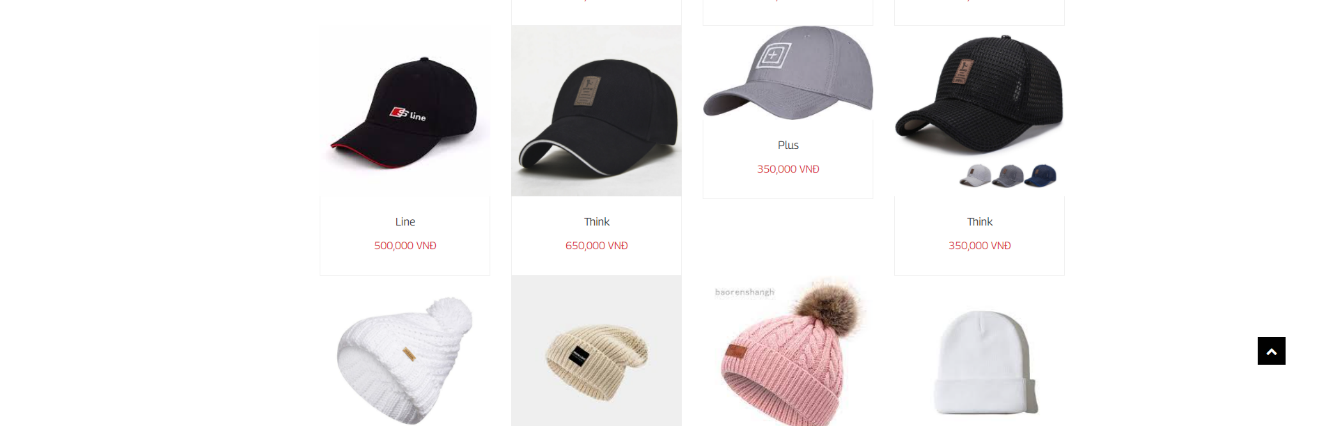 S line
Plus
350,000 VNĐ
Line
500,000 VNĐ
Think
650,000 VNĐ
Think
350,000 VNĐ
baorenshangh